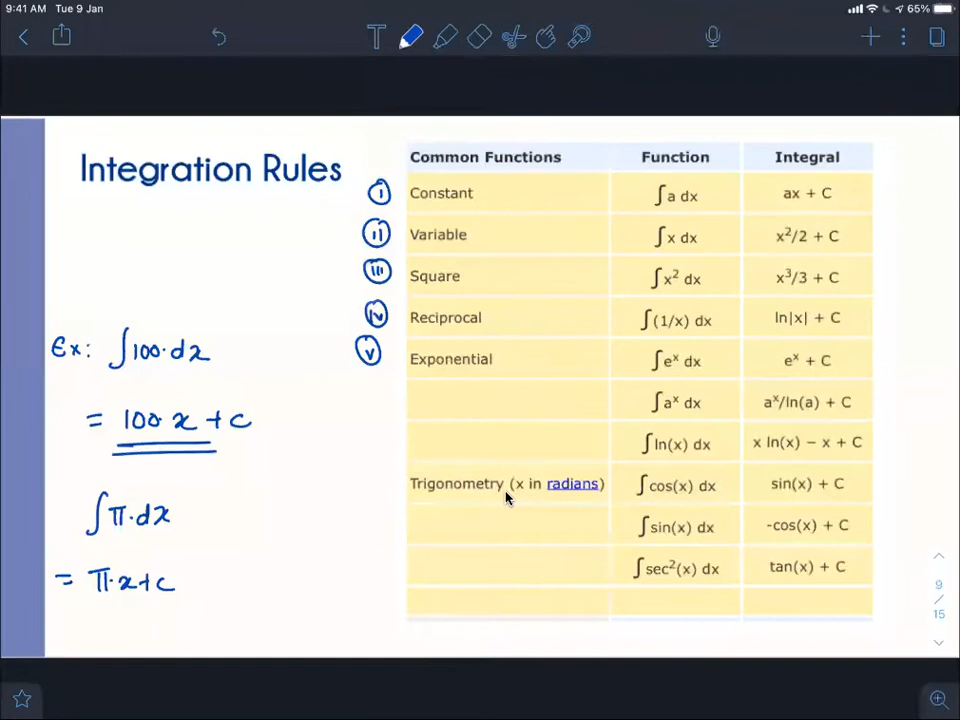 9:41 AM Tue 9 Jan 65%
T
Integration Rules
Common Functions Function Integral
(i) Constant ∫a dx ax + C
(ii) Variable ∫x dx x²/2 + C
(iii) Square ∫x² dx x³/3 + C
(iv) Reciprocal ∫(1/x) dx ln|x| + C
(v) Exponential ∫eˣ dx eˣ + C
∫aˣ dx aˣ/ln(a) + C
∫ln(x) dx x ln(x) − x + C
Trigonometry (x in radians) ∫cos(x) dx sin(x) + C
∫sin(x) dx -cos(x) + C
∫sec²(x) dx tan(x) + C
Ex: ∫100·dx
= 100·x + c
∫π·dx
= π·x+c
9
/
15